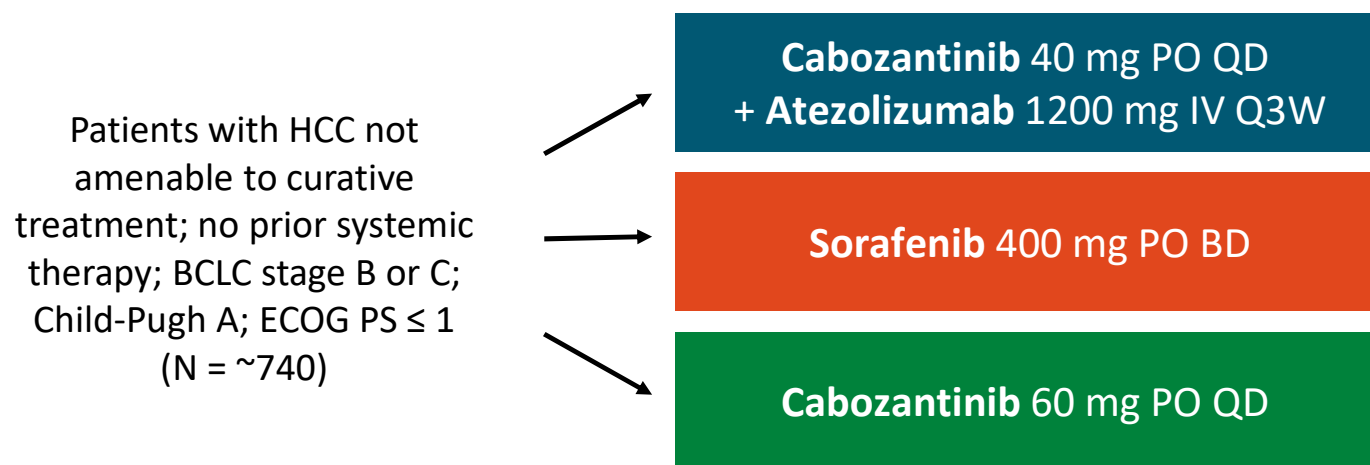 Patients with HCC not
amenable to curative
treatment; no prior systemic
therapy; BCLC stage B or C;
Child-Pugh A; ECOG PS ≤ 1
(N = ~740)
Cabozantinib 40 mg PO QD
+ Atezolizumab 1200 mg IV Q3W
Sorafenib 400 mg PO BD
Cabozantinib 60 mg PO QD